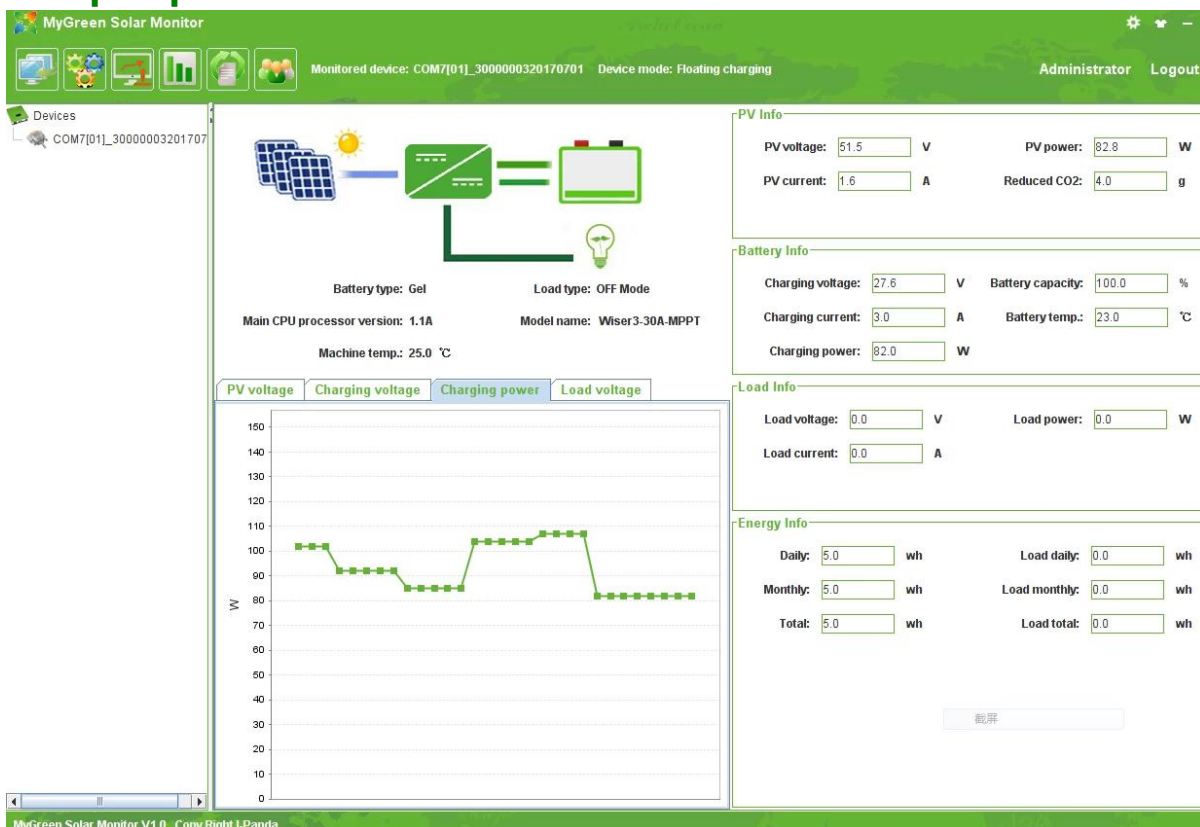 MyGreen Solar Monitor
Monitored device: COM7[01]_3000000320170701 Device mode: Floating charging
Administrator Logout
Devices
COM7[01]_30000003201707
Battery type: Gel Load type: OFF Mode
Main CPU processor version: 1.1A Model name: Wiser3-30A-MPPT
Machine temp.: 25.0 ℃
PV voltage Charging voltage Charging power Load voltage
150
140
130
120
110
100
90
80
70
60
50
40
30
20
10
0
W
PV Info
PV voltage: 51.5 V PV power: 82.8 W
PV current: 1.6 A Reduced CO2: 4.0 g
Battery Info
Charging voltage: 27.6 V Battery capacity: 100.0 %
Charging current: 3.0 A Battery temp.: 23.0 ℃
Charging power: 82.0 W
Load Info
Load voltage: 0.0 V Load power: 0.0 W
Load current: 0.0 A
Energy Info
Daily: 5.0 wh Load daily: 0.0 wh
Monthly: 5.0 wh Load monthly: 0.0 wh
Total: 5.0 wh Load total: 0.0 wh
截屏
MyGreen Solar Monitor V1.0 Copy Right I-Panda